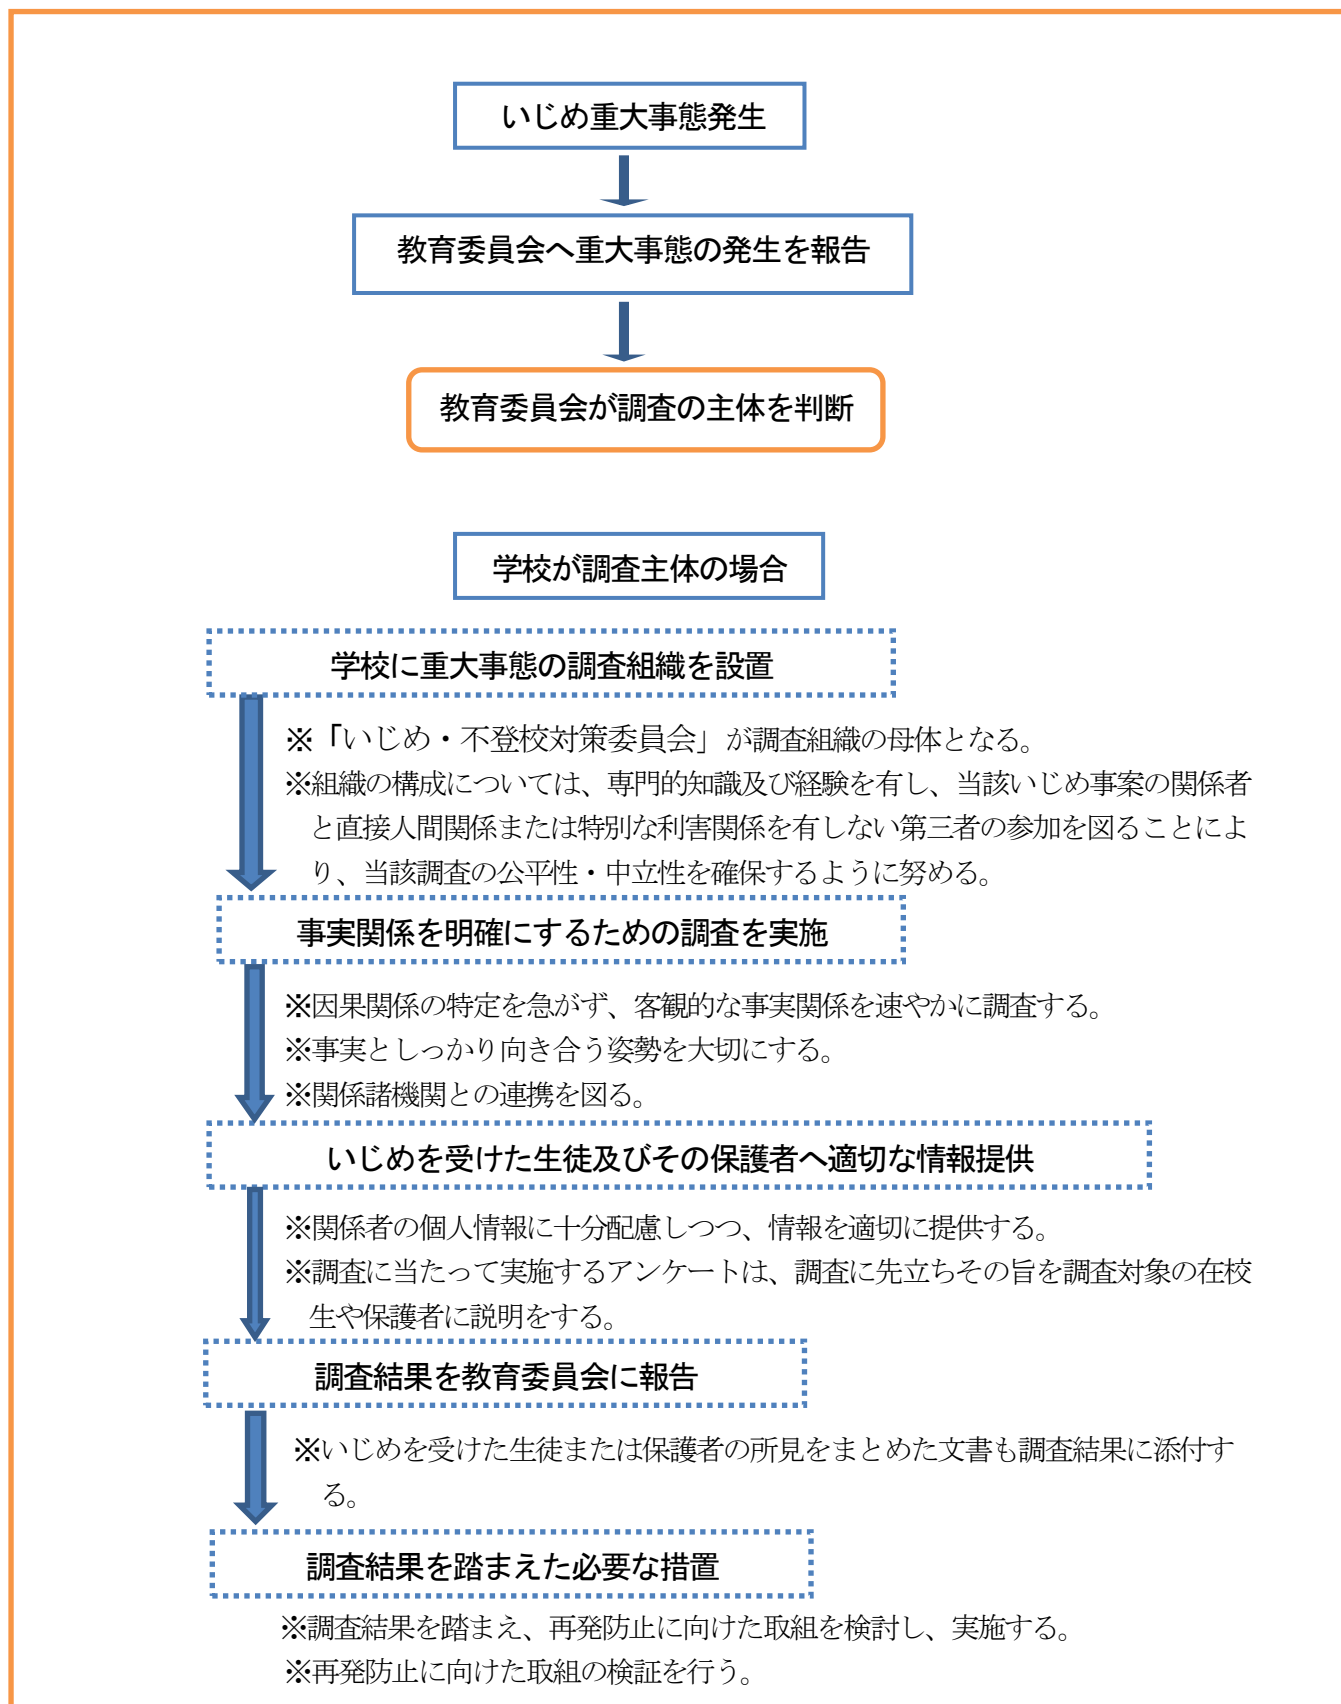 いじめ重大事態発生
教育委員会へ重大事態の発生を報告
教育委員会が調査の主体を判断
学校が調査主体の場合
学校に重大事態の調査組織を設置
※「いじめ・不登校対策委員会」が調査組織の母体となる。
※組織の構成については、専門的知識及び経験を有し、当該いじめ事案の関係者
と直接人間関係または特別な利害関係を有しない第三者の参加を図ることによ
り、当該調査の公平性・中立性を確保するように努める。
事実関係を明確にするための調査を実施
※因果関係の特定を急がず、客観的な事実関係を速やかに調査する。
※事実としっかり向き合う姿勢を大切にする。
※関係諸機関との連携を図る。
いじめを受けた生徒及びその保護者へ適切な情報提供
※関係者の個人情報に十分配慮しつつ、情報を適切に提供する。
※調査に当たって実施するアンケートは、調査に先立ちその旨を調査対象の在校
生や保護者に説明をする。
調査結果を教育委員会に報告
※いじめを受けた生徒または保護者の所見をまとめた文書も調査結果に添付す
る。
調査結果を踏まえた必要な措置
※調査結果を踏まえ、再発防止に向けた取組を検討し、実施する。
※再発防止に向けた取組の検証を行う。